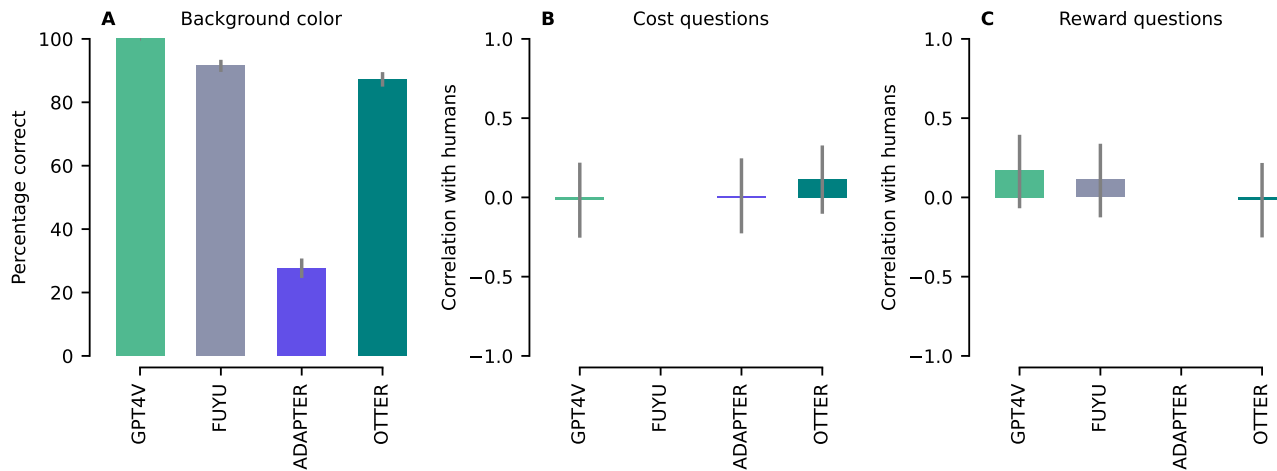 A Background color
Percentage correct
100
80
60
40
20
0
GPT4V
FUYU
ADAPTER
OTTER
B Cost questions
Correlation with humans
1.0
0.5
0.0
−0.5
−1.0
GPT4V
FUYU
ADAPTER
OTTER
C Reward questions
Correlation with humans
1.0
0.5
0.0
−0.5
−1.0
GPT4V
FUYU
ADAPTER
OTTER